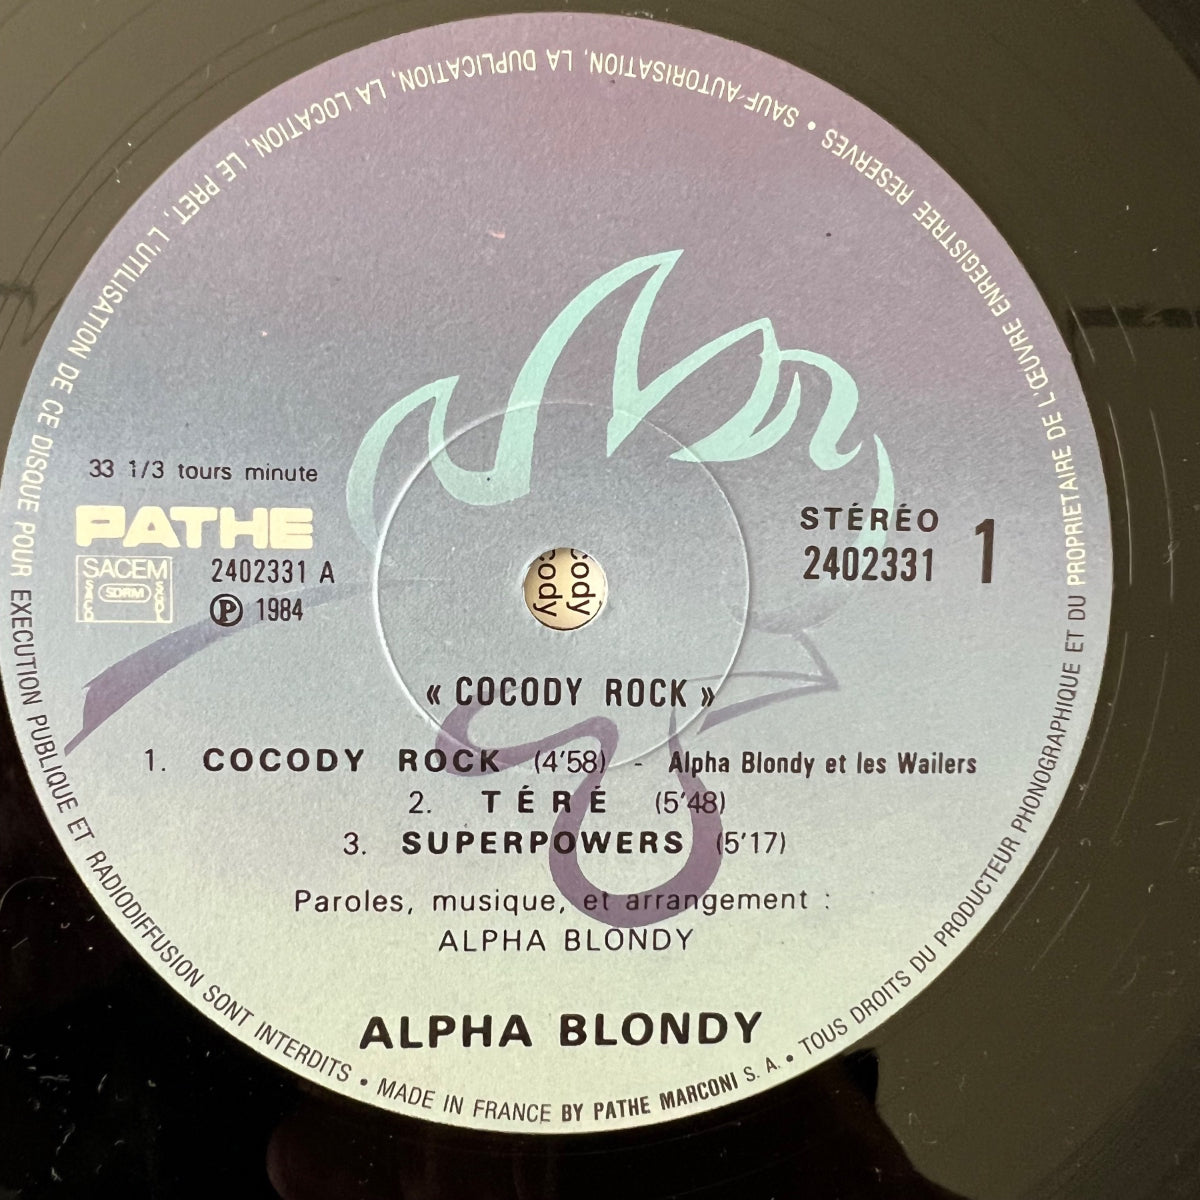 33 1/3 tours minute
PATHE
SACEM
SDRM
SACD
SGDL
2402331 A
Ⓟ 1984
STÉRÉO
2402331
1
cody
cody
« COCODY ROCK »
1. COCODY ROCK (4'58) - Alpha Blondy et les Wailers
2. TÉRÉ (5'48)
3. SUPERPOWERS (5'17)
Paroles, musique, et arrangement :
ALPHA BLONDY
ALPHA BLONDY
• MADE IN FRANCE BY PATHE MARCONI S. A. • TOUS DROITS DU PRODUCTEUR PHONOGRAPHIQUE ET DU PROPRIETAIRE DE L'ŒUVRE ENREGISTREE RESERVES • SAUF AUTORISATION, LA DUPLICATION, LA LOCATION, LE PRET, L'UTILISATION DE CE DISQUE POUR EXECUTION PUBLIQUE ET RADIODIFFUSION SONT INTERDITS